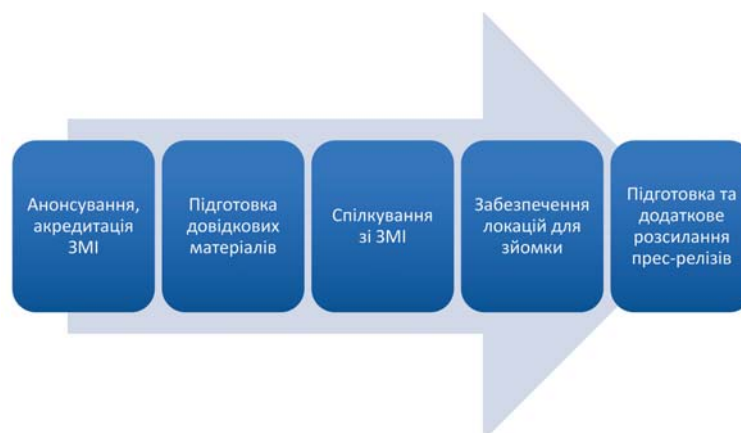 Анонсування,
акредитація
ЗМІ
Підготовка
довідкових
матеріалів
Спілкування
зі ЗМІ
Забезпечення
локацій для
зйомки
Підготовка та
додаткове
розсилання
прес-релізів